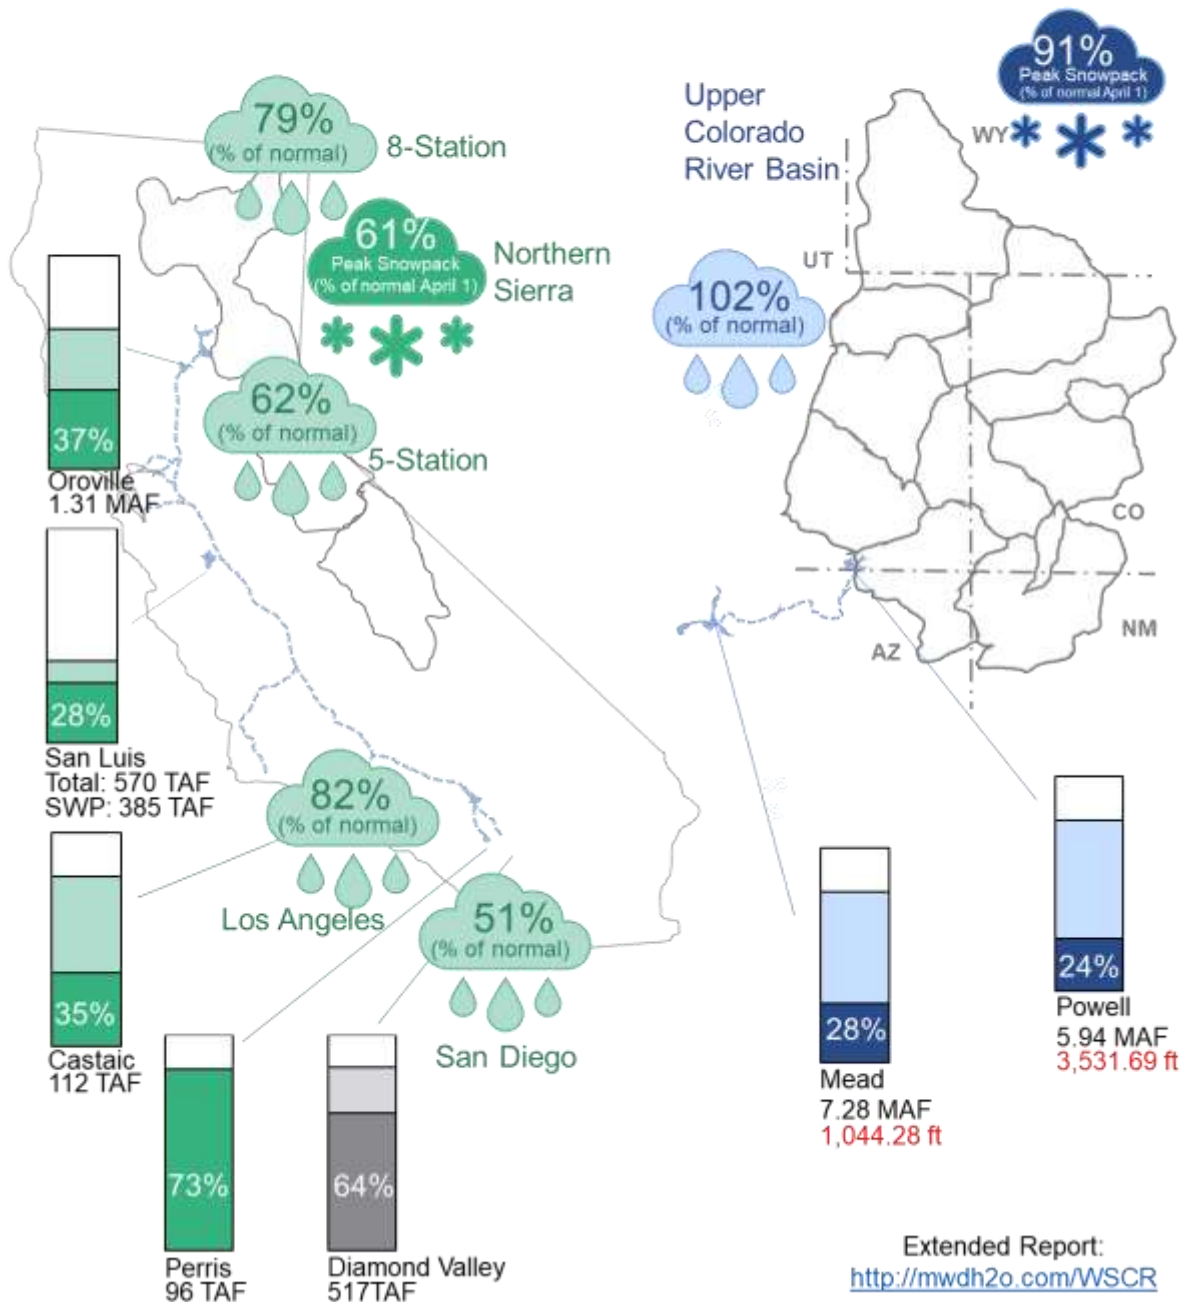 91%
Peak Snowpack
(% of normal April 1)
Upper
Colorado
River Basin
WY
79%
(% of normal)
8-Station
61%
Peak Snowpack
(% of normal April 1)
Northern
Sierra
UT
102%
(% of normal)
62%
(% of normal)
5-Station
37%
Oroville
1.31 MAF
CO
NM
AZ
28%
San Luis
Total: 570 TAF
SWP: 385 TAF
82%
(% of normal)
Los Angeles
51%
(% of normal)
San Diego
35%
Castaic
112 TAF
24%
Powell
5.94 MAF
3,531.69 ft
28%
Mead
7.28 MAF
1,044.28 ft
73%
Perris
96 TAF
64%
Diamond Valley
517TAF
Extended Report:
http://mwdh2o.com/WSCR